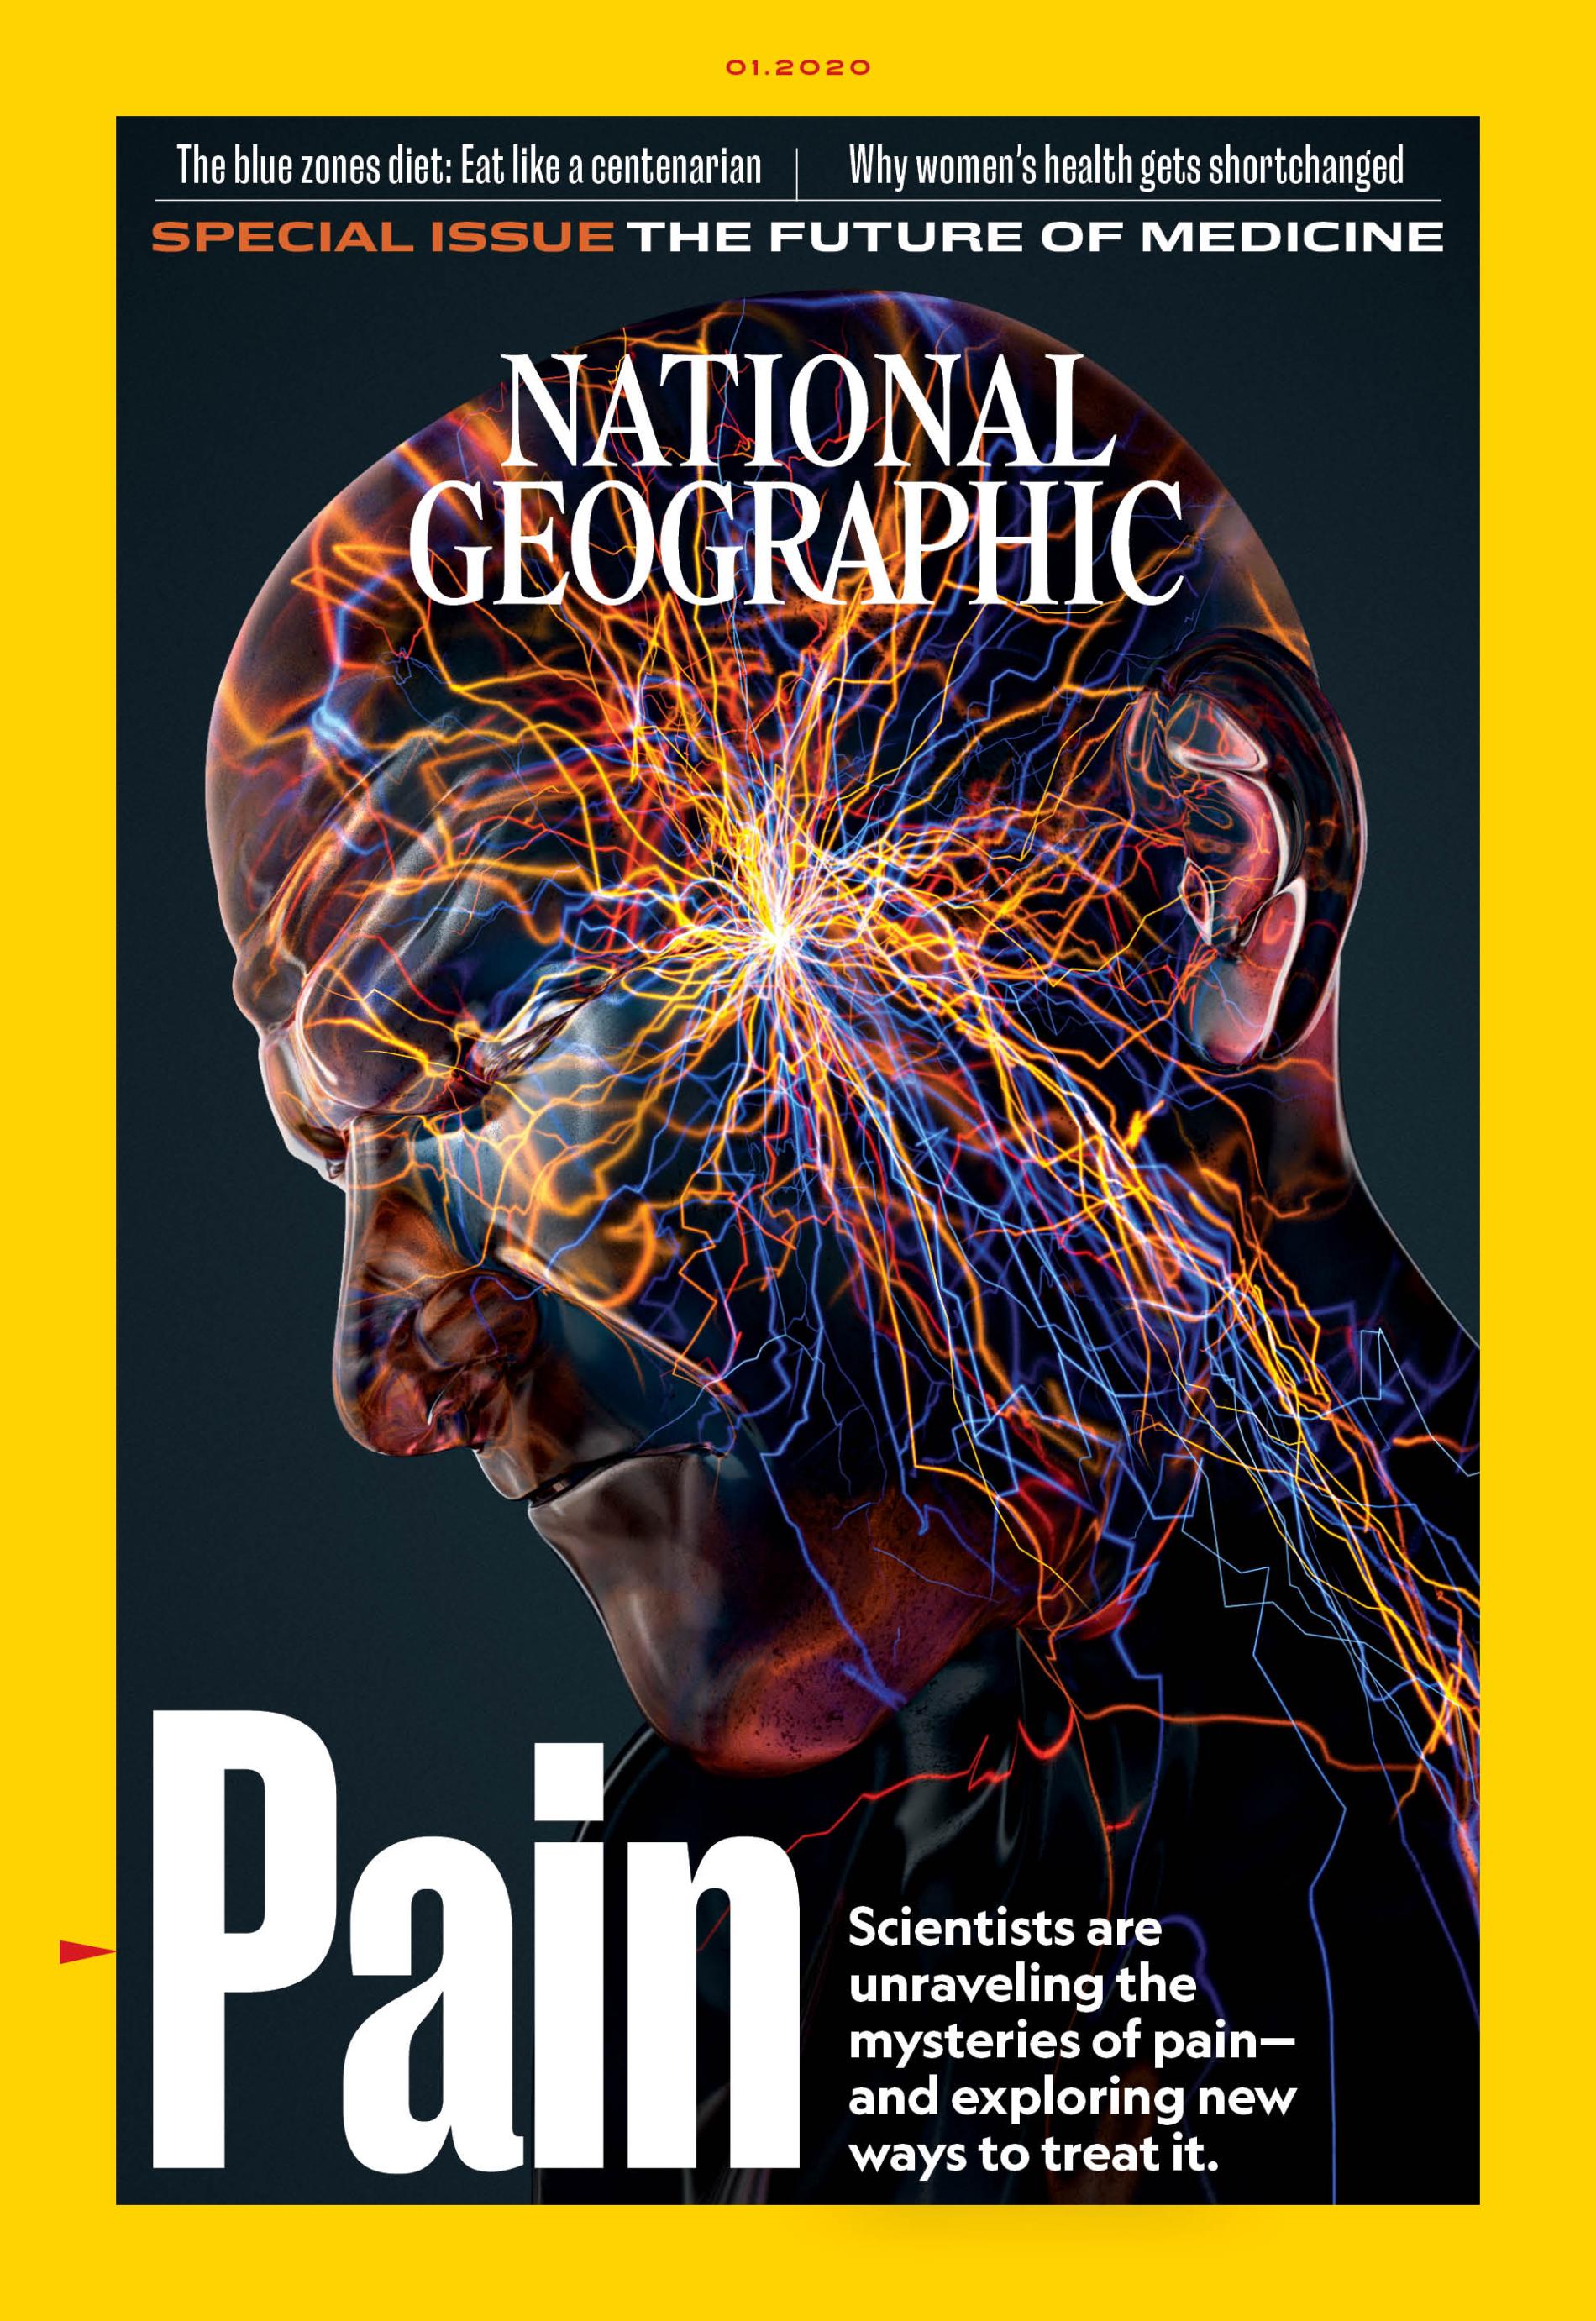 01.2020
The blue zones diet: Eat like a centenarian
Why women's health gets shortchanged
SPECIAL ISSUE THE FUTURE OF MEDICINE
NATIONAL
GEOGRAPHIC
Pain
Scientists are
unraveling the
mysteries of pain—
and exploring new
ways to treat it.